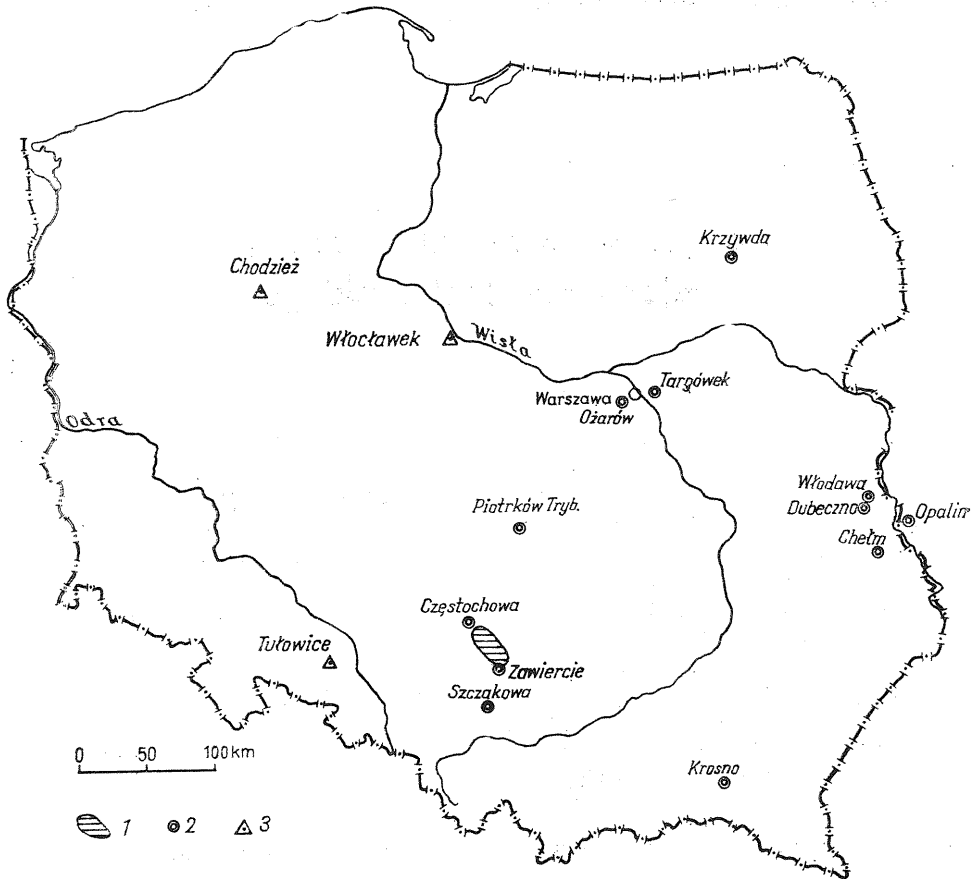 Krzywda
Chodzież
Włocławek
Wisła
Targówek
Warszawa
Ożarów
Odra
Włodawa
Dubeczno
Opalin
Piotrków Tryb.
Chełm
Częstochowa
Tułowice
Zawiercie
Szczakowa
0 50 100 km
Krosno
1 2 3